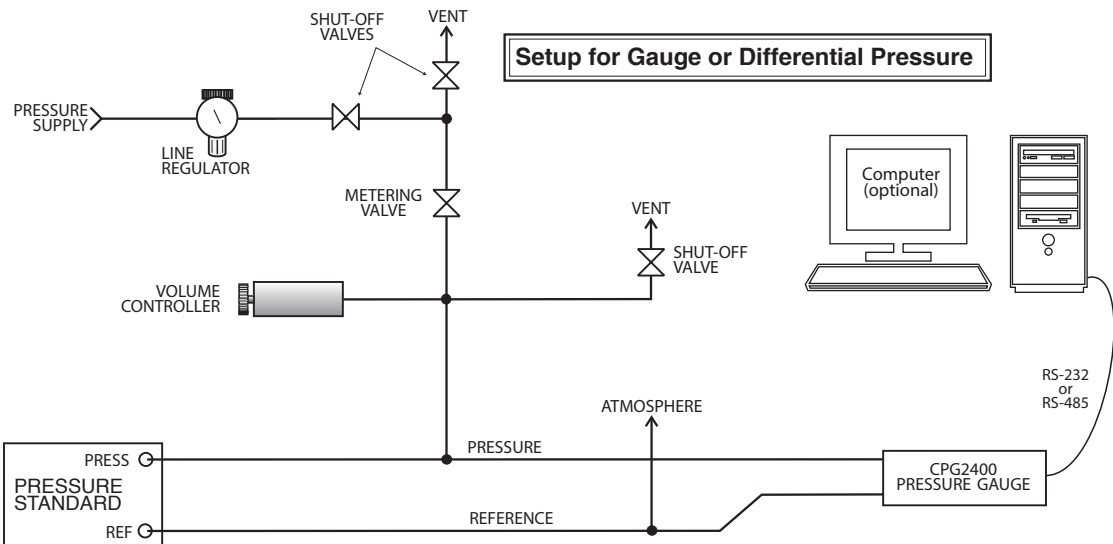 SHUT-OFF
VALVES
VENT
Setup for Gauge or Differential Pressure
PRESSURE
SUPPLY
LINE
REGULATOR
METERING
VALVE
Computer
(optional)
VENT
SHUT-OFF
VALVE
VOLUME
CONTROLLER
RS-232
or
RS-485
ATMOSPHERE
PRESS
PRESSURE
PRESSURE
STANDARD
CPG2400
PRESSURE GAUGE
REF
REFERENCE